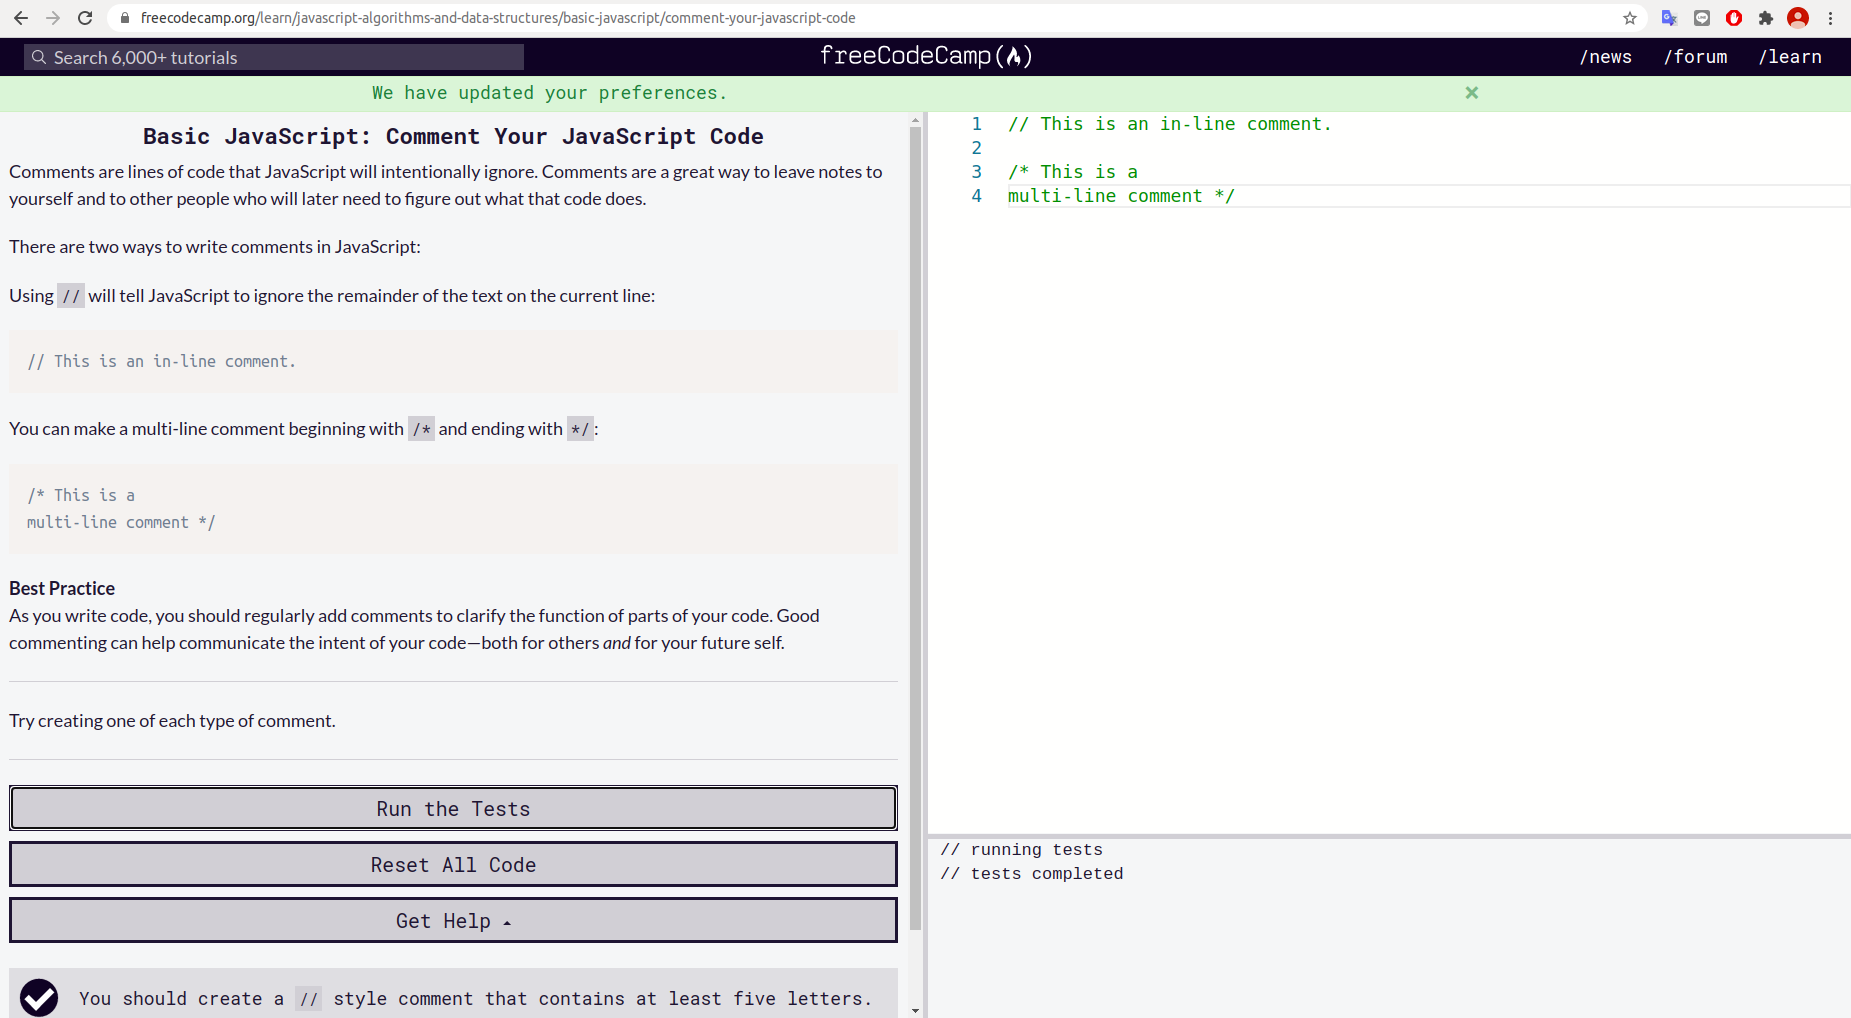 freecodecamp.org/learn/javascript-algorithms-and-data-structures/basic-javascript/comment-your-javascript-code
Search 6,000+ tutorials
freeCodeCamp
/news /forum /learn
We have updated your preferences. ×
Basic JavaScript: Comment Your JavaScript Code
Comments are lines of code that JavaScript will intentionally ignore. Comments are a great way to leave notes to
yourself and to other people who will later need to figure out what that code does.
There are two ways to write comments in JavaScript:
Using // will tell JavaScript to ignore the remainder of the text on the current line:
// This is an in-line comment.
You can make a multi-line comment beginning with /* and ending with */:
/* This is a
multi-line comment */
Best Practice
As you write code, you should regularly add comments to clarify the function of parts of your code. Good
commenting can help communicate the intent of your code—both for others and for your future self.
Try creating one of each type of comment.
Run the Tests
Reset All Code
Get Help
You should create a // style comment that contains at least five letters.
1 // This is an in-line comment.
2
3 /* This is a
4 multi-line comment */
// running tests
// tests completed